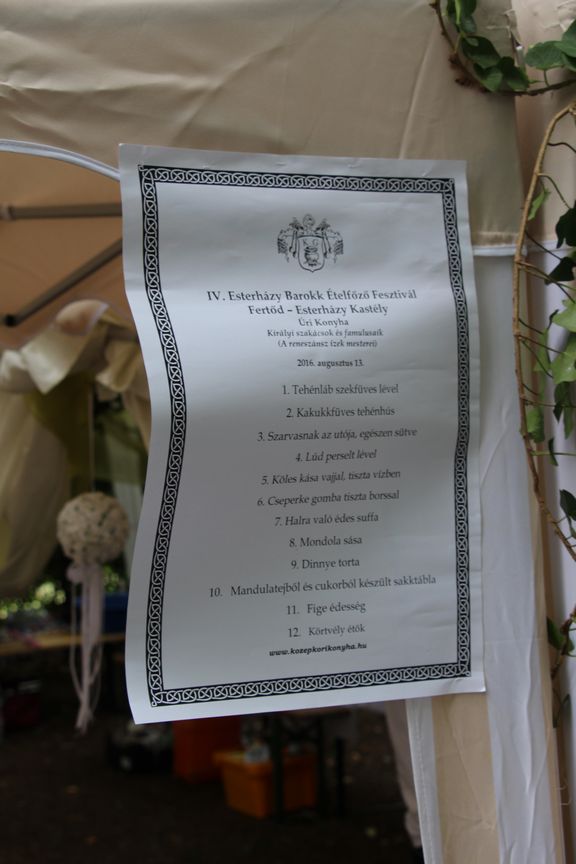 IV. Esterházy Barokk Ételfőző Fesztivál
Fertőd – Esterházy Kastély
Úri Konyha
Királyi szakácsok és famulusaik
(A reneszánsz ízek mesterei)
2016. augusztus 13.
1. Tehénláb szekfüves lével
2. Kakukkfüves tehénhús
3. Szarvasnak az utója, egészen sütve
4. Lúd perselt lével
5. Köles kása vajjal, tiszta vízben
6. Cseperke gomba tiszta borssal
7. Halra való édes suffa
8. Mondola sása
9. Dinnye torta
10. Mandulatejből és cukorból készült sakktábla
11. Fige édesség
12. Körtvély étök
www.kozepkorikonyha.hu